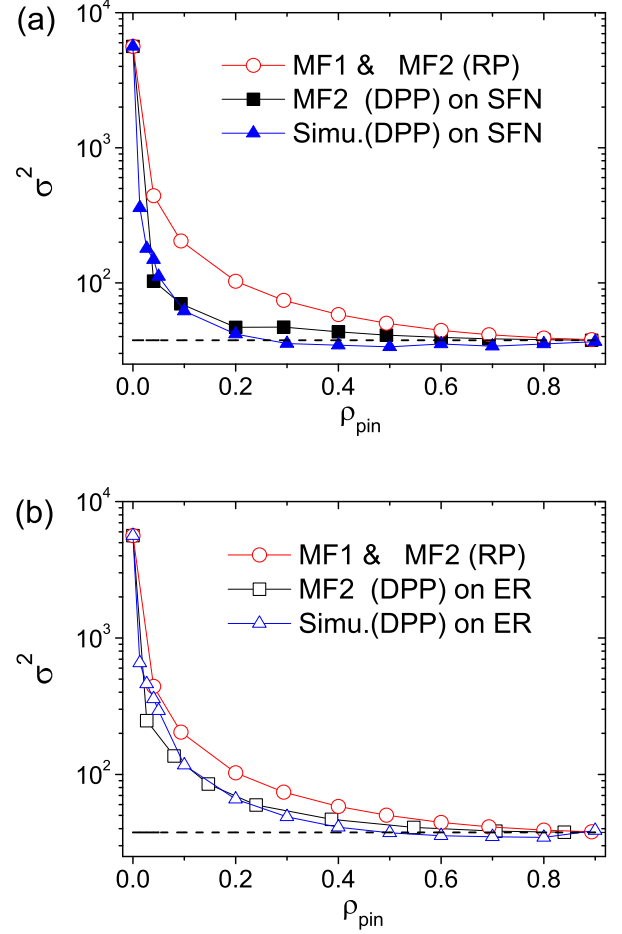 (a)
10^4
MF1 & MF2 (RP)
MF2 (DPP) on SFN
Simu.(DPP) on SFN
10^3
σ^2
10^2
0.0 0.2 0.4 0.6 0.8
ρ_pin
(b)
10^4
MF1 & MF2 (RP)
MF2 (DPP) on ER
Simu.(DPP) on ER
10^3
σ^2
10^2
0.0 0.2 0.4 0.6 0.8
ρ_pin